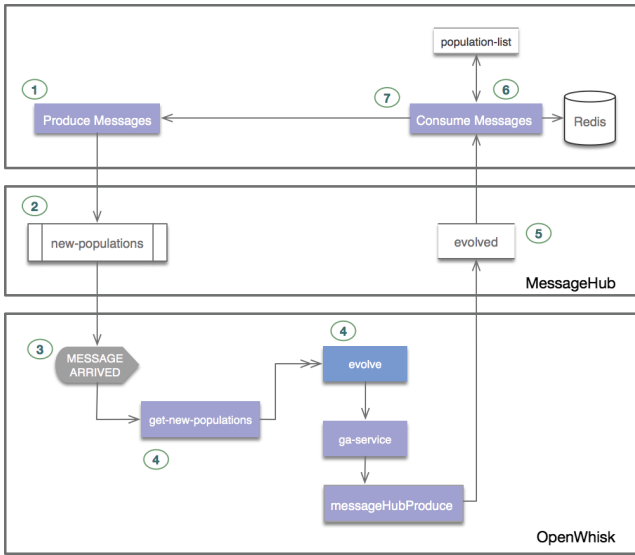 population-list
1
7
6
Produce Messages
Consume Messages
Redis
2
new-populations
evolved
5
MessageHub
3
MESSAGE
ARRIVED
4
evolve
get-new-populations
4
ga-service
messageHubProduce
OpenWhisk